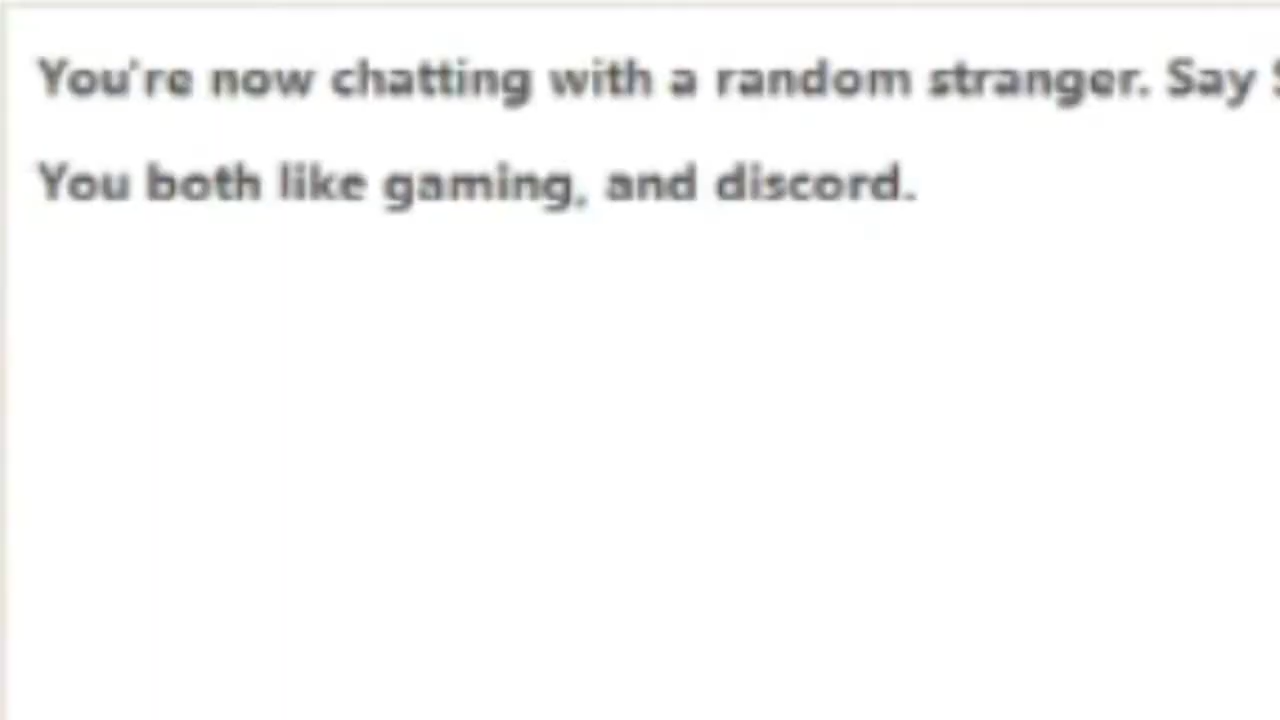 You're now chatting with a random stranger. Say
You both like gaming, and discord.